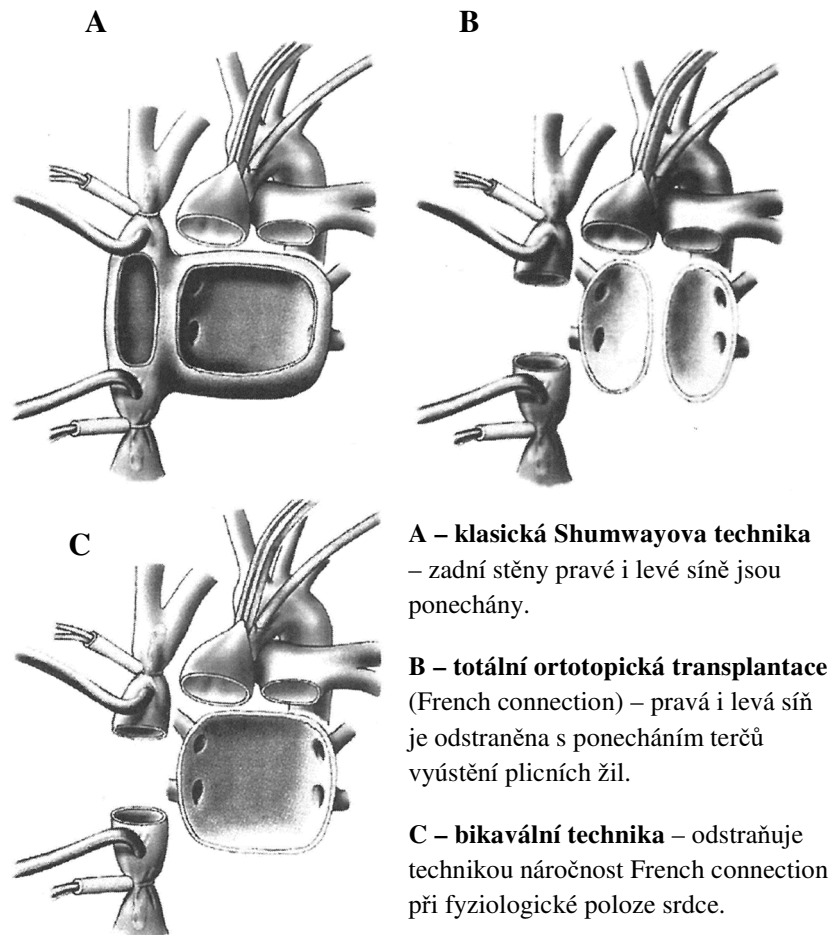 A
B
C
A – klasická Shumwayova technika
– zadní stěny pravé i levé síně jsou
ponechány.
B – totální ortotopická transplantace
(French connection) – pravá i levá síň
je odstraněna s ponecháním terčů
vyústění plicních žil.
C – bikavální technika – odstraňuje
technikou náročnost French connection
při fyziologické poloze srdce.